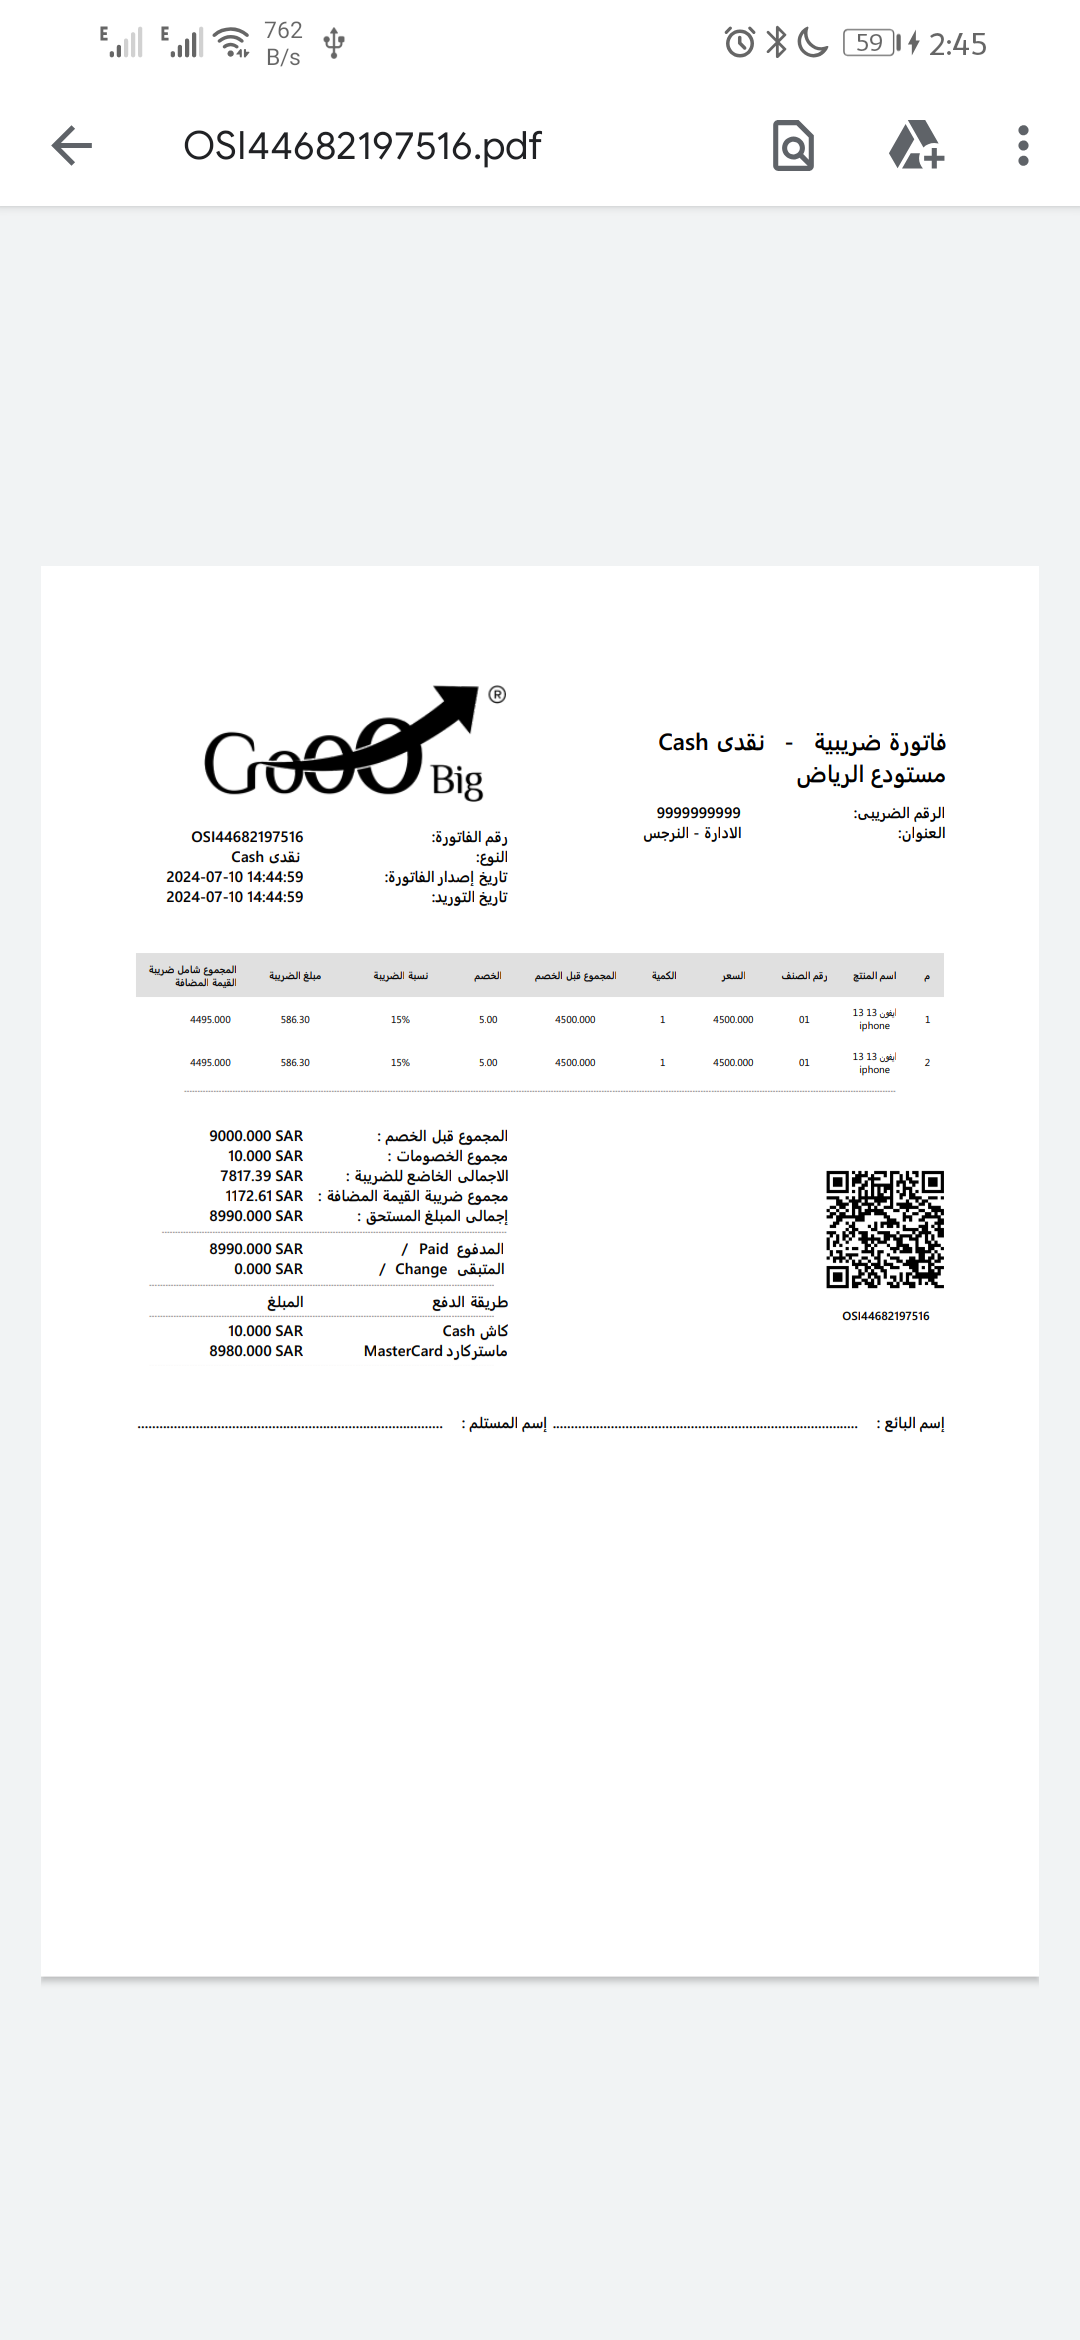 762 B/s
59
2:45
OSI44682197516.pdf
GoOO Big ®
فاتورة ضريبية - نقدى Cash
مستودع الرياض
الرقم الضريبى: 9999999999
العنوان: الادارة - النرجس
رقم الفاتورة: OSI44682197516
النوع: نقدى Cash
تاريخ إصدار الفاتورة: 2024-07-10 14:44:59
تاريخ التوريد: 2024-07-10 14:44:59
م اسم المنتج رقم الصنف السعر الكمية المجموع قبل الخصم الخصم نسبة الضريبة مبلغ الضريبة المجموع شامل ضريبة القيمة المضافة
1 ايفون 13 13 iphone 01 4500.000 1 4500.000 5.00 15% 586.30 4495.000
2 ايفون 13 13 iphone 01 4500.000 1 4500.000 5.00 15% 586.30 4495.000
المجموع قبل الخصم : 9000.000 SAR
مجموع الخصومات : 10.000 SAR
الاجمالى الخاضع للضريبة : 7817.39 SAR
مجموع ضريبة القيمة المضافة : 1172.61 SAR
إجمالى المبلغ المستحق : 8990.000 SAR
المدفوع Paid / 8990.000 SAR
المتبقى Change / 0.000 SAR
طريقة الدفع المبلغ
كاش Cash 10.000 SAR
ماستركارد MasterCard 8980.000 SAR
OSI44682197516
إسم البائع : إسم المستلم :